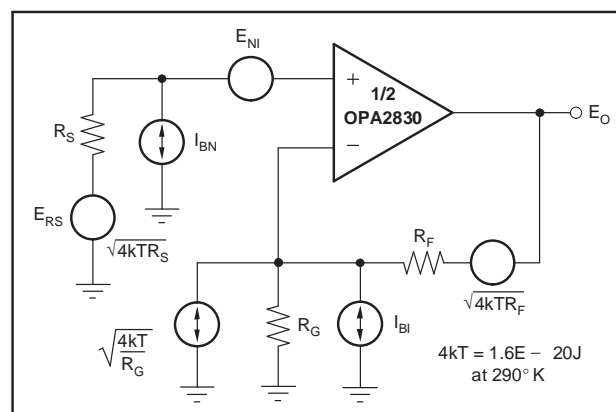 E_NI
+
1/2
OPA2830
−
E_O
R_S
I_BN
E_RS
√4kTR_S
R_F
√4kTR_F
√4kT/R_G
R_G
I_BI
4kT = 1.6E − 20J
at 290° K